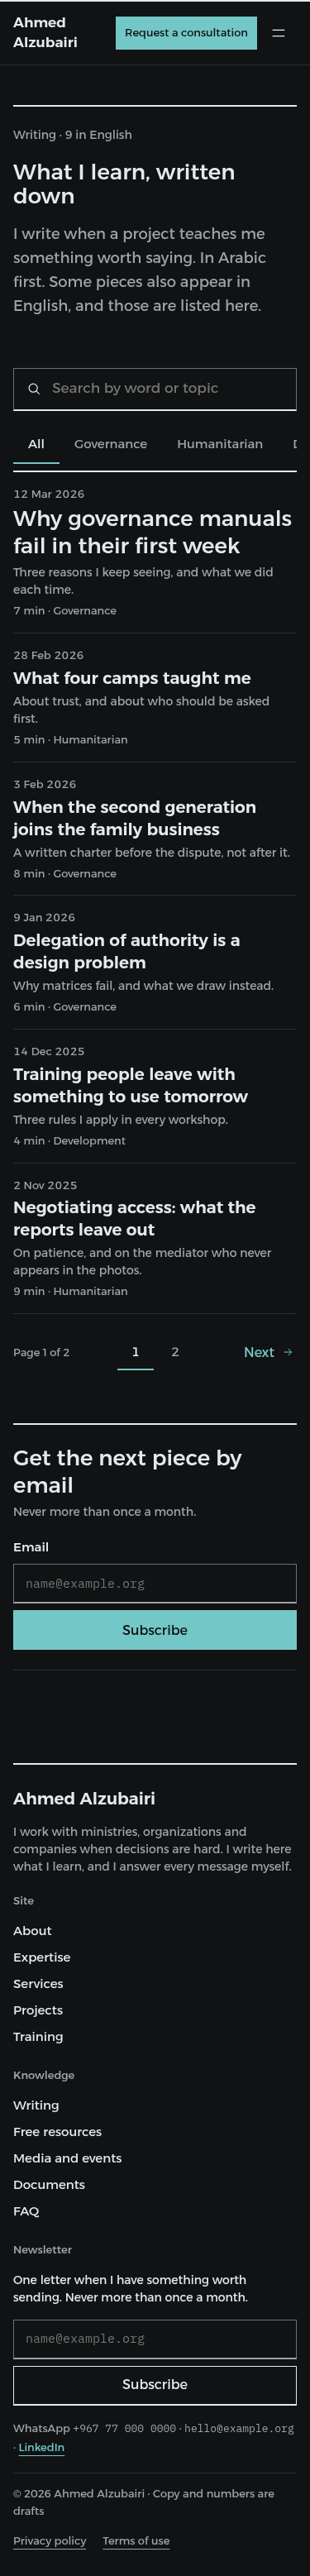 Ahmed
Alzubairi
Request a consultation
Writing · 9 in English
What I learn, written
down
I write when a project teaches me
something worth saying. In Arabic
first. Some pieces also appear in
English, and those are listed here.
Search by word or topic
All Governance Humanitarian
12 Mar 2026
Why governance manuals
fail in their first week
Three reasons I keep seeing, and what we did
each time.
7 min · Governance
28 Feb 2026
What four camps taught me
About trust, and about who should be asked
first.
5 min · Humanitarian
3 Feb 2026
When the second generation
joins the family business
A written charter before the dispute, not after it.
8 min · Governance
9 Jan 2026
Delegation of authority is a
design problem
Why matrices fail, and what we draw instead.
6 min · Governance
14 Dec 2025
Training people leave with
something to use tomorrow
Three rules I apply in every workshop.
4 min · Development
2 Nov 2025
Negotiating access: what the
reports leave out
On patience, and on the mediator who never
appears in the photos.
9 min · Humanitarian
Page 1 of 2 1 2 Next →
Get the next piece by
email
Never more than once a month.
Email
name@example.org
Subscribe
Ahmed Alzubairi
I work with ministries, organizations and
companies when decisions are hard. I write here
what I learn, and I answer every message myself.
Site
About
Expertise
Services
Projects
Training
Knowledge
Writing
Free resources
Media and events
Documents
FAQ
Newsletter
One letter when I have something worth
sending. Never more than once a month.
name@example.org
Subscribe
WhatsApp +967 77 000 0000 · hello@example.org
· LinkedIn
© 2026 Ahmed Alzubairi · Copy and numbers are
drafts
Privacy policy Terms of use